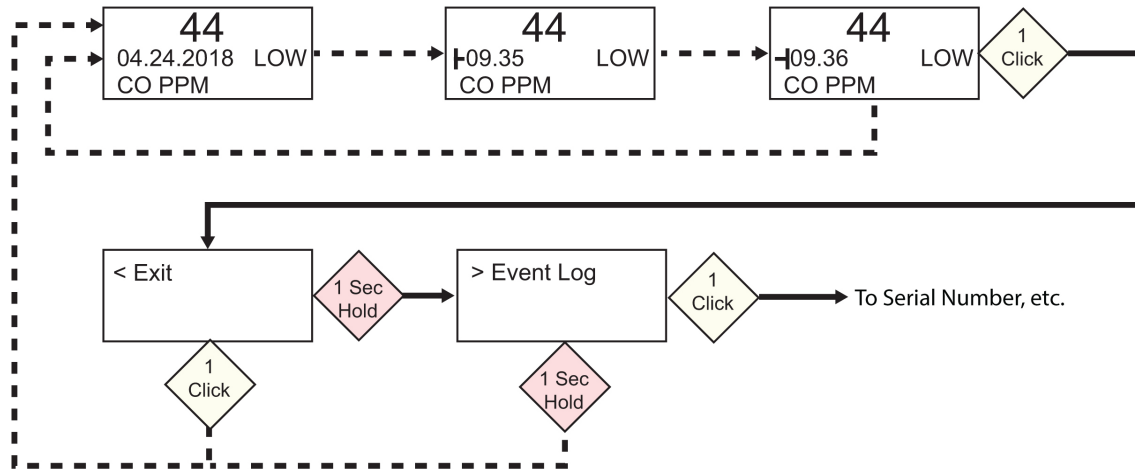 44
04.24.2018 LOW
CO PPM
44
09.35 LOW
CO PPM
44
09.36 LOW
CO PPM
1
Click
< Exit
1 Sec
Hold
> Event Log
1
Click
To Serial Number, etc.
1
Click
1 Sec
Hold